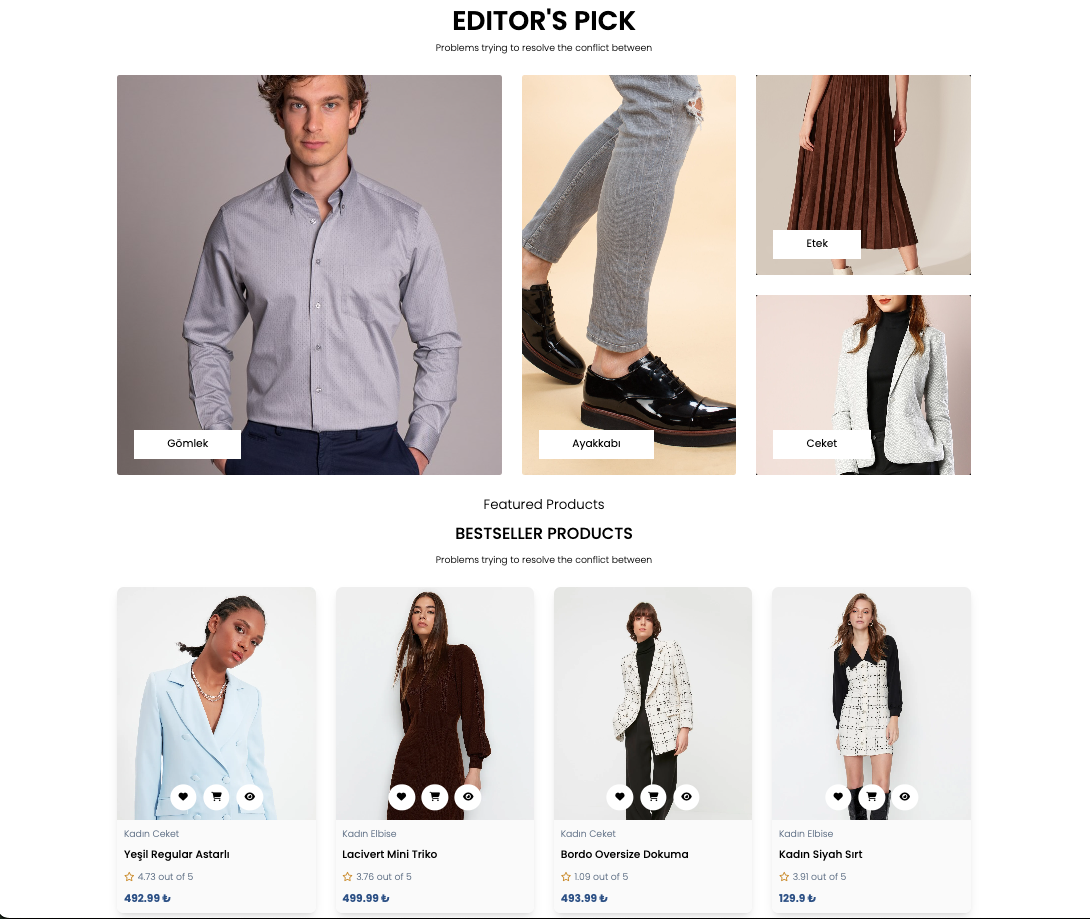 EDITOR'S PICK
Problems trying to resolve the conflict between
Gömlek
Ayakkabı
Etek
Ceket
Featured Products
BESTSELLER PRODUCTS
Problems trying to resolve the conflict between
Kadın Ceket
Yeşil Regular Astarlı
4.73 out of 5
492.99 ₺
Kadın Elbise
Lacivert Mini Triko
3.76 out of 5
499.99 ₺
Kadın Ceket
Bordo Oversize Dokuma
1.09 out of 5
493.99 ₺
Kadın Elbise
Kadın Siyah Sırt
3.91 out of 5
129.9 ₺